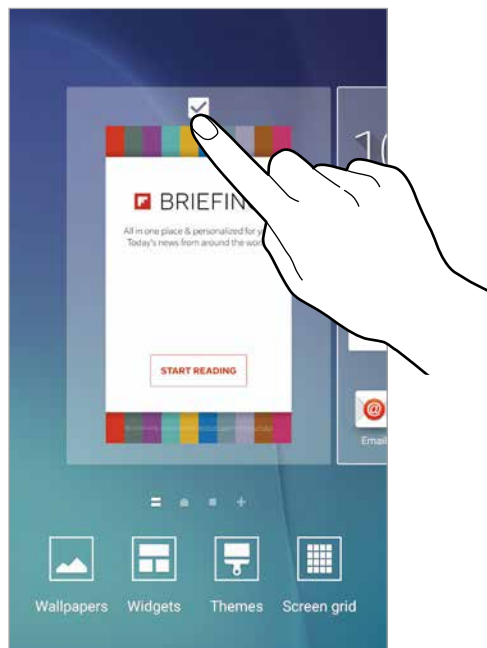 10
BRIEFIN
All in one place & personalized for y
Today's news from around the wor
START READING
Email
Wallpapers Widgets Themes Screen grid